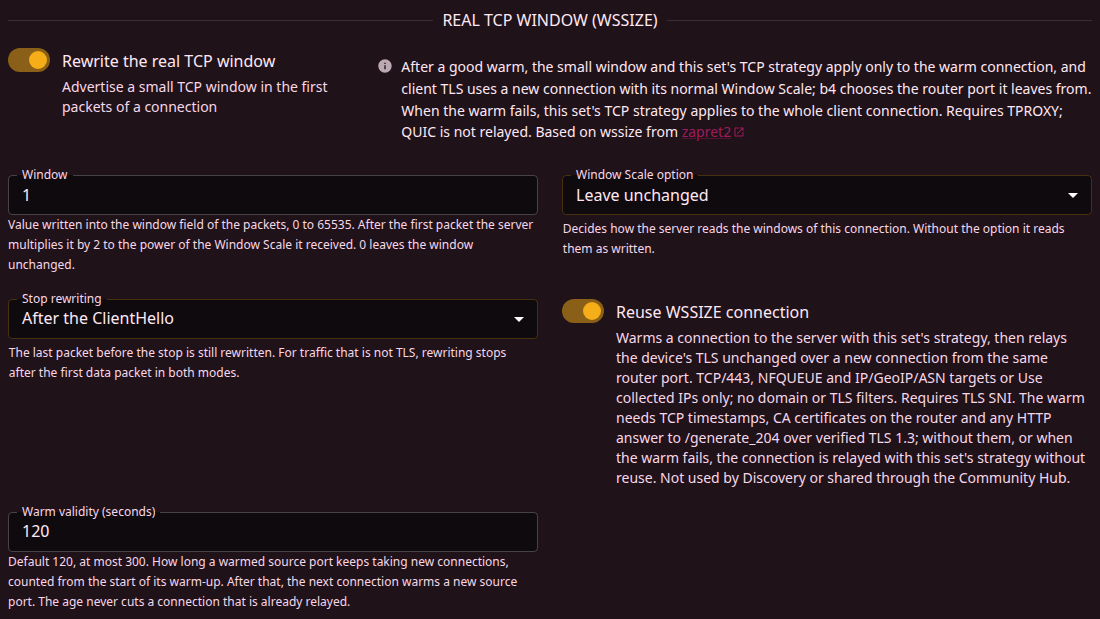 REAL TCP WINDOW (WSSIZE)
Rewrite the real TCP window
Advertise a small TCP window in the first
packets of a connection
After a good warm, the small window and this set's TCP strategy apply only to the warm connection, and
client TLS uses a new connection with its normal Window Scale; b4 chooses the router port it leaves from.
When the warm fails, this set's TCP strategy applies to the whole client connection. Requires TPROXY;
QUIC is not relayed. Based on wssize from zapret2
Window
1
Value written into the window field of the packets, 0 to 65535. After the first packet the server
multiplies it by 2 to the power of the Window Scale it received. 0 leaves the window
unchanged.
Window Scale option
Leave unchanged
Decides how the server reads the windows of this connection. Without the option it reads
them as written.
Stop rewriting
After the ClientHello
The last packet before the stop is still rewritten. For traffic that is not TLS, rewriting stops
after the first data packet in both modes.
Reuse WSSIZE connection
Warms a connection to the server with this set's strategy, then relays
the device's TLS unchanged over a new connection from the same
router port. TCP/443, NFQUEUE and IP/GeoIP/ASN targets or Use
collected IPs only; no domain or TLS filters. Requires TLS SNI. The warm
needs TCP timestamps, CA certificates on the router and any HTTP
answer to /generate_204 over verified TLS 1.3; without them, or when
the warm fails, the connection is relayed with this set's strategy without
reuse. Not used by Discovery or shared through the Community Hub.
Warm validity (seconds)
120
Default 120, at most 300. How long a warmed source port keeps taking new connections,
counted from the start of its warm-up. After that, the next connection warms a new source
port. The age never cuts a connection that is already relayed.